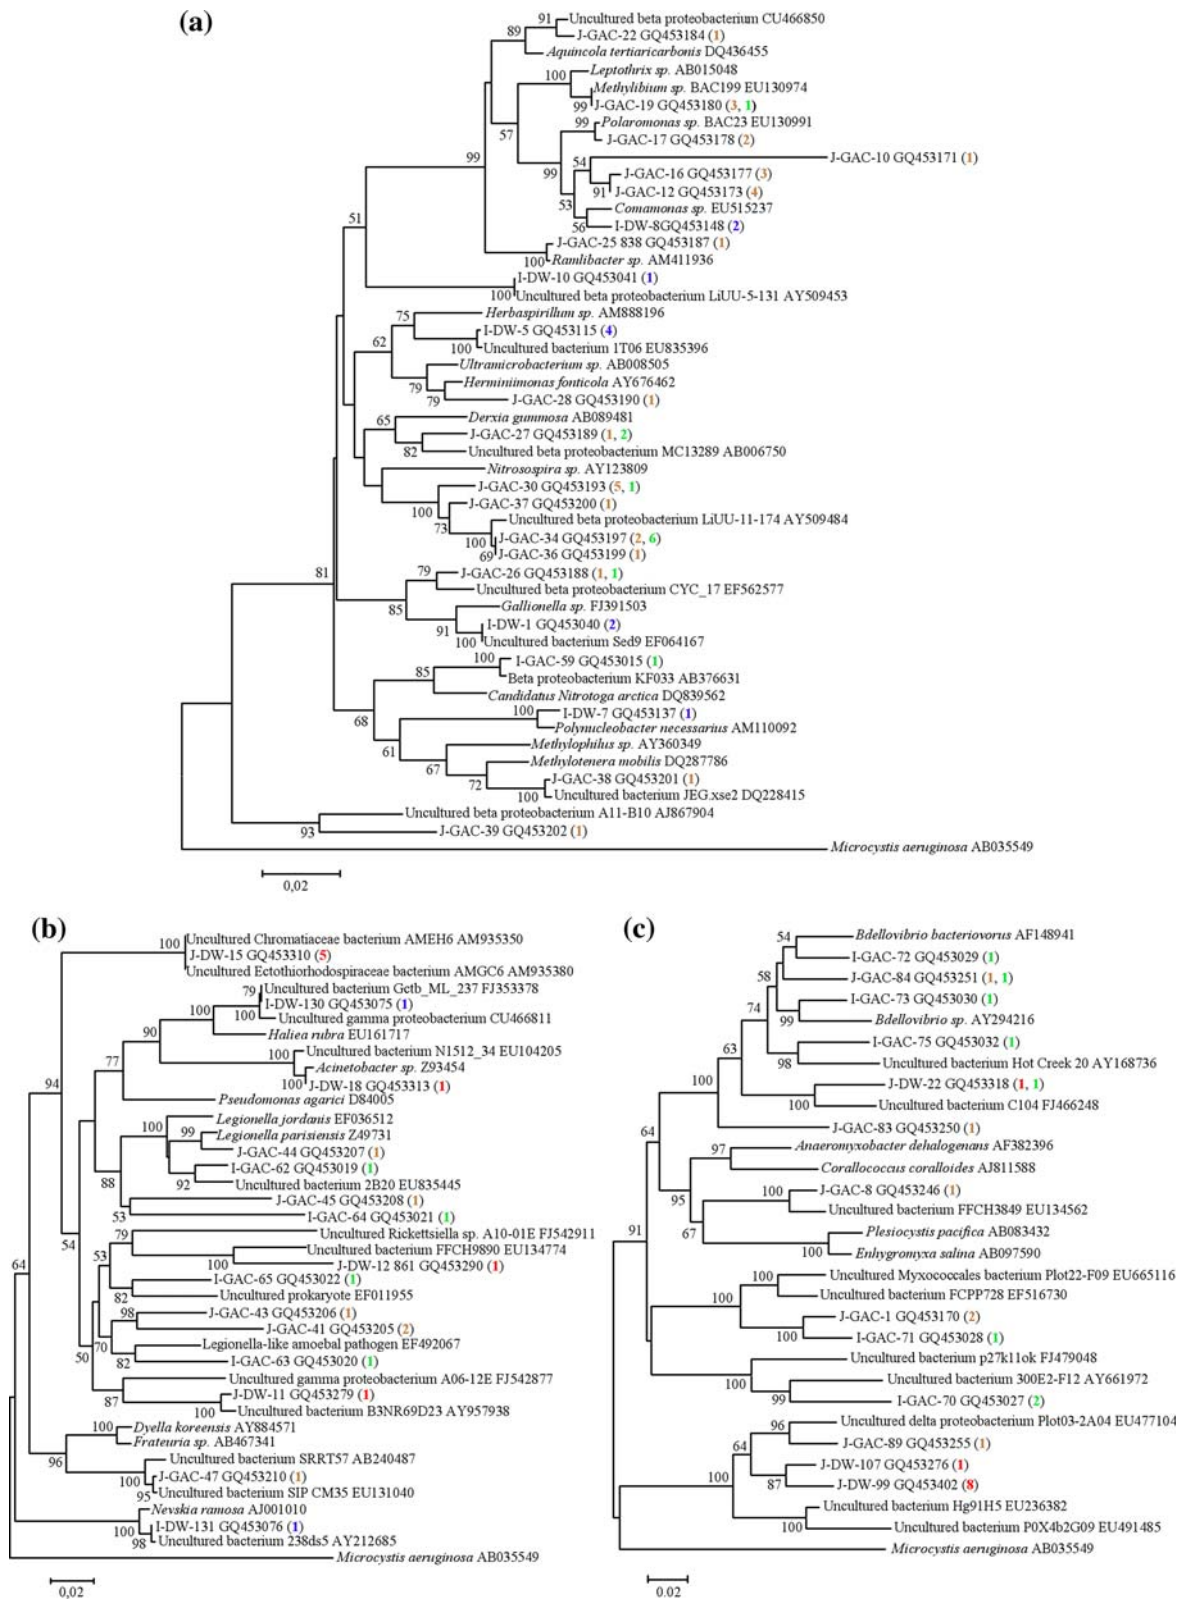 (a)
91 Uncultured beta proteobacterium CU466850
89 J-GAC-22 GQ453184 (1)
Aquincola tertiaricarbonis DQ436455
100 Leptothrix sp. AB015048
Methylibium sp. BAC199 EU130974
99 J-GAC-19 GQ453180 (3, 1)
57
99 Polaromonas sp. BAC23 EU130991
J-GAC-17 GQ453178 (2)
99
99
54 J-GAC-10 GQ453171 (1)
J-GAC-16 GQ453177 (3)
91 J-GAC-12 GQ453173 (4)
53
Comamonas sp. EU515237
56 I-DW-8GQ453148 (2)
51
J-GAC-25 838 GQ453187 (1)
100 Ramlibacter sp. AM411936
I-DW-10 GQ453041 (1)
100 Uncultured beta proteobacterium LiUU-5-131 AY509453
75 Herbaspirillum sp. AM888196
I-DW-5 GQ453115 (4)
62
100 Uncultured bacterium 1T06 EU835396
Ultramicrobacterium sp. AB008505
79 Herminiimonas fonticola AY676462
79 J-GAC-28 GQ453190 (1)
65 Derxia gummosa AB089481
J-GAC-27 GQ453189 (1, 2)
82 Uncultured beta proteobacterium MC13289 AB006750
Nitrosospira sp. AY123809
J-GAC-30 GQ453193 (5, 1)
100 J-GAC-37 GQ453200 (1)
73 Uncultured beta proteobacterium LiUU-11-174 AY509484
100 J-GAC-34 GQ453197 (2, 6)
69 J-GAC-36 GQ453199 (1)
81
79 J-GAC-26 GQ453188 (1, 1)
Uncultured beta proteobacterium CYC_17 EF562577
85 Gallionella sp. FJ391503
91 I-DW-1 GQ453040 (2)
100 Uncultured bacterium Sed9 EF064167
100 I-GAC-59 GQ453015 (1)
85 Beta proteobacterium KF033 AB376631
Candidatus Nitrotoga arctica DQ839562
68
100 I-DW-7 GQ453137 (1)
Polynucleobacter necessarius AM110092
61 Methylophilus sp. AY360349
67 Methylotenera mobilis DQ287786
72 J-GAC-38 GQ453201 (1)
100 Uncultured bacterium JEG.xse2 DQ228415
Uncultured beta proteobacterium A11-B10 AJ867904
93 J-GAC-39 GQ453202 (1)
Microcystis aeruginosa AB035549
0,02
(b)
100 Uncultured Chromatiaceae bacterium AMEH6 AM935350
J-DW-15 GQ453310 (5)
Uncultured Ectothiorhodospiraceae bacterium AMGC6 AM935380
79 Uncultured bacterium Gctb_ML_237 FJ353378
100 I-DW-130 GQ453075 (1)
100 Uncultured gamma proteobacterium CU466811
90 Haliea rubra EU161717
100 Uncultured bacterium N1512_34 EU104205
77 Acinetobacter sp. Z93454
100 J-DW-18 GQ453313 (1)
94
Pseudomonas agarici D84005
Legionella jordanis EF036512
100 99 Legionella parisiensis Z49731
J-GAC-44 GQ453207 (1)
I-GAC-62 GQ453019 (1)
88 92 Uncultured bacterium 2B20 EU835445
J-GAC-45 GQ453208 (1)
53 I-GAC-64 GQ453021 (1)
54
79 Uncultured Rickettsiella sp. A10-01E FJ542911
53 Uncultured bacterium FFCH9890 EU134774
100 J-DW-12 861 GQ453290 (1)
64
I-GAC-65 GQ453022 (1)
82 Uncultured prokaryote EF011955
98 J-GAC-43 GQ453206 (1)
J-GAC-41 GQ453205 (2)
70 Legionella-like amoebal pathogen EF492067
50 82 I-GAC-63 GQ453020 (1)
Uncultured gamma proteobacterium A06-12E FJ542877
87 J-DW-11 GQ453279 (1)
100 Uncultured bacterium B3NR69D23 AY957938
100 Dyella koreensis AY884571
Frateuria sp. AB467341
96 Uncultured bacterium SRRT57 AB240487
100 J-GAC-47 GQ453210 (1)
95 Uncultured bacterium SIP CM35 EU131040
Nevskia ramosa AJ001010
100 I-DW-131 GQ453076 (1)
98 Uncultured bacterium 238ds5 AY212685
Microcystis aeruginosa AB035549
0,02
(c)
54 Bdellovibrio bacteriovorus AF148941
I-GAC-72 GQ453029 (1)
58 J-GAC-84 GQ453251 (1, 1)
I-GAC-73 GQ453030 (1)
74 99 Bdellovibrio sp. AY294216
I-GAC-75 GQ453032 (1)
63 98 Uncultured bacterium Hot Creek 20 AY168736
J-DW-22 GQ453318 (1, 1)
100 100 Uncultured bacterium C104 FJ466248
J-GAC-83 GQ453250 (1)
64
97 Anaeromyxobacter dehalogenans AF382396
Corallococcus coralloides AJ811588
95 100 J-GAC-8 GQ453246 (1)
Uncultured bacterium FFCH3849 EU134562
67 Plesiocystis pacifica AB083432
91 100 Enhygromyxa salina AB097590
100 Uncultured Myxococcales bacterium Plot22-F09 EU665116
100 Uncultured bacterium FCPP728 EF516730
J-GAC-1 GQ453170 (2)
100 I-GAC-71 GQ453028 (1)
Uncultured bacterium p27k11ok FJ479048
100 Uncultured bacterium 300E2-F12 AY661972
99 I-GAC-70 GQ453027 (2)
96 Uncultured delta proteobacterium Plot03-2A04 EU477104
64 J-GAC-89 GQ453255 (1)
J-DW-107 GQ453276 (1)
100 87 J-DW-99 GQ453402 (8)
Uncultured bacterium Hg91H5 EU236382
100 Uncultured bacterium P0X4b2G09 EU491485
Microcystis aeruginosa AB035549
0.02